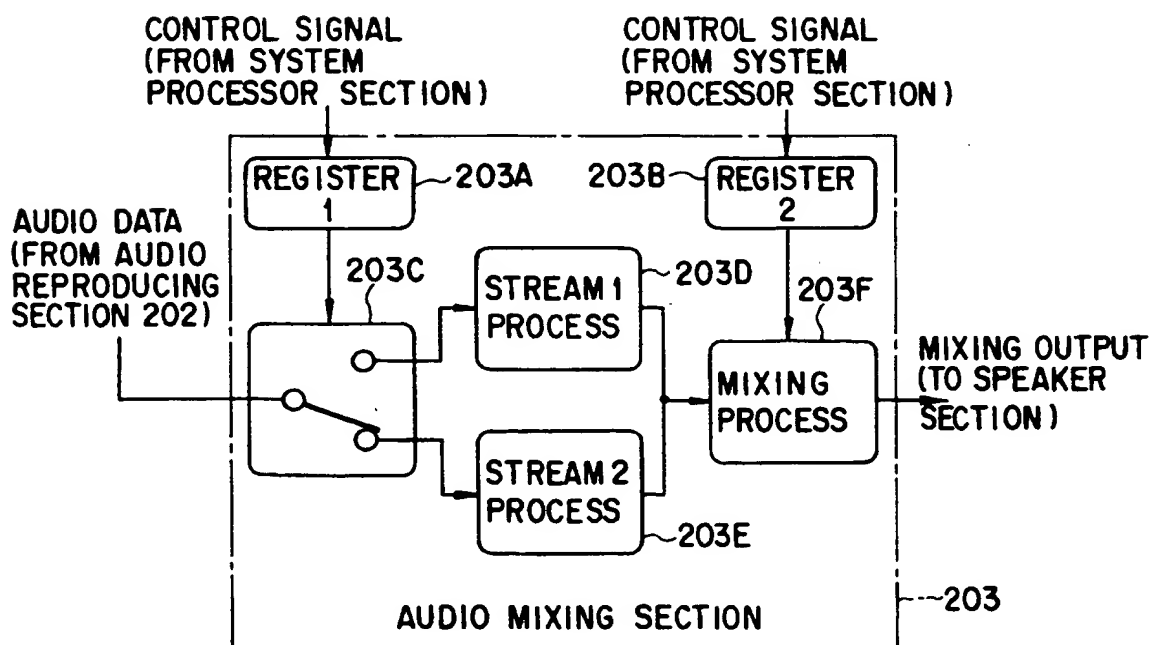 CONTROL SIGNAL
(FROM SYSTEM
PROCESSOR SECTION)
CONTROL SIGNAL
(FROM SYSTEM
PROCESSOR SECTION)
REGISTER
1
203A
203B
REGISTER
2
AUDIO DATA
(FROM AUDIO
REPRODUCING
SECTION 202)
203C
STREAM 1
PROCESS
203D
203F
MIXING
PROCESS
MIXING OUTPUT
(TO SPEAKER
SECTION)
STREAM 2
PROCESS
203E
AUDIO MIXING SECTION
203